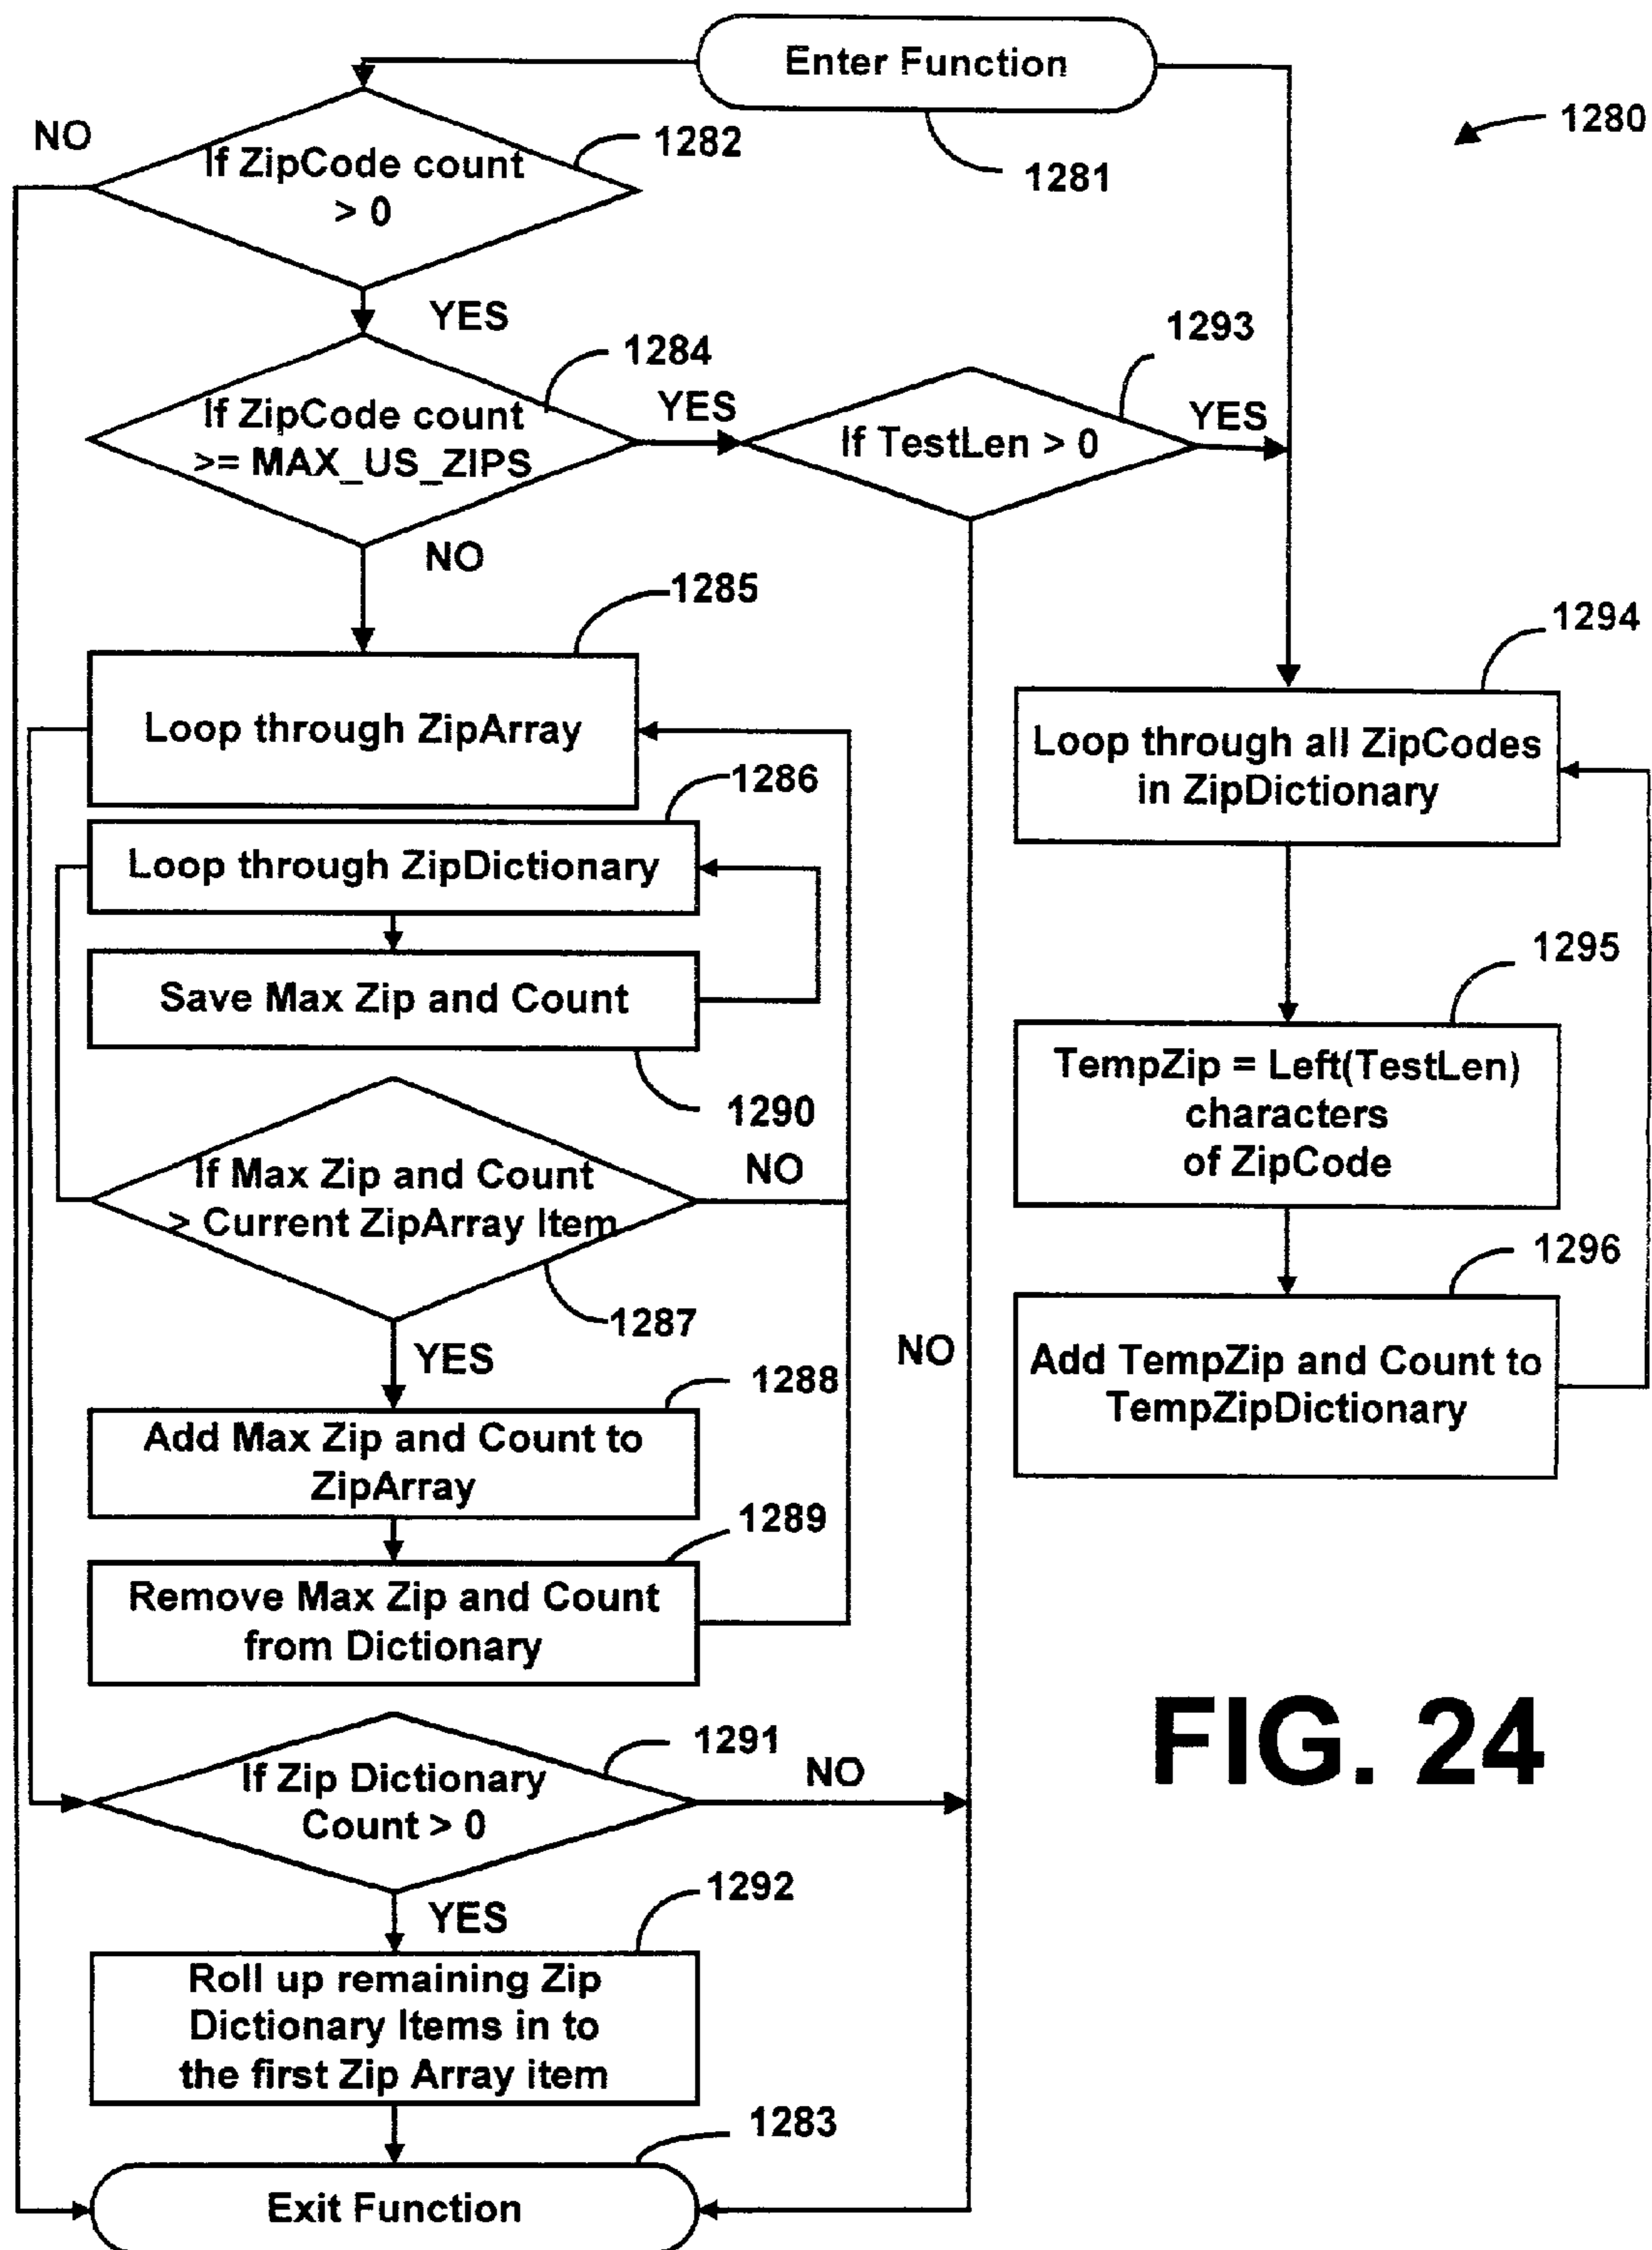 Enter Function
1280
1281
NO
If ZipCode count
> 0
1282
YES
If ZipCode count
>= MAX_US_ZIPS
1284
YES
If TestLen > 0
1293
YES
NO
1285
Loop through ZipArray
1286
Loop through ZipDictionary
Save Max Zip and Count
1290
If Max Zip and Count
> Current ZipArray Item
NO
1287
YES
1288
Add Max Zip and Count to
ZipArray
1289
Remove Max Zip and Count
from Dictionary
NO
1291
If Zip Dictionary
Count > 0
NO
YES
1292
Roll up remaining Zip
Dictionary Items in to
the first Zip Array item
1283
Exit Function
1294
Loop through all ZipCodes
in ZipDictionary
1295
TempZip = Left(TestLen)
characters
of ZipCode
1296
Add TempZip and Count to
TempZipDictionary
FIG. 24